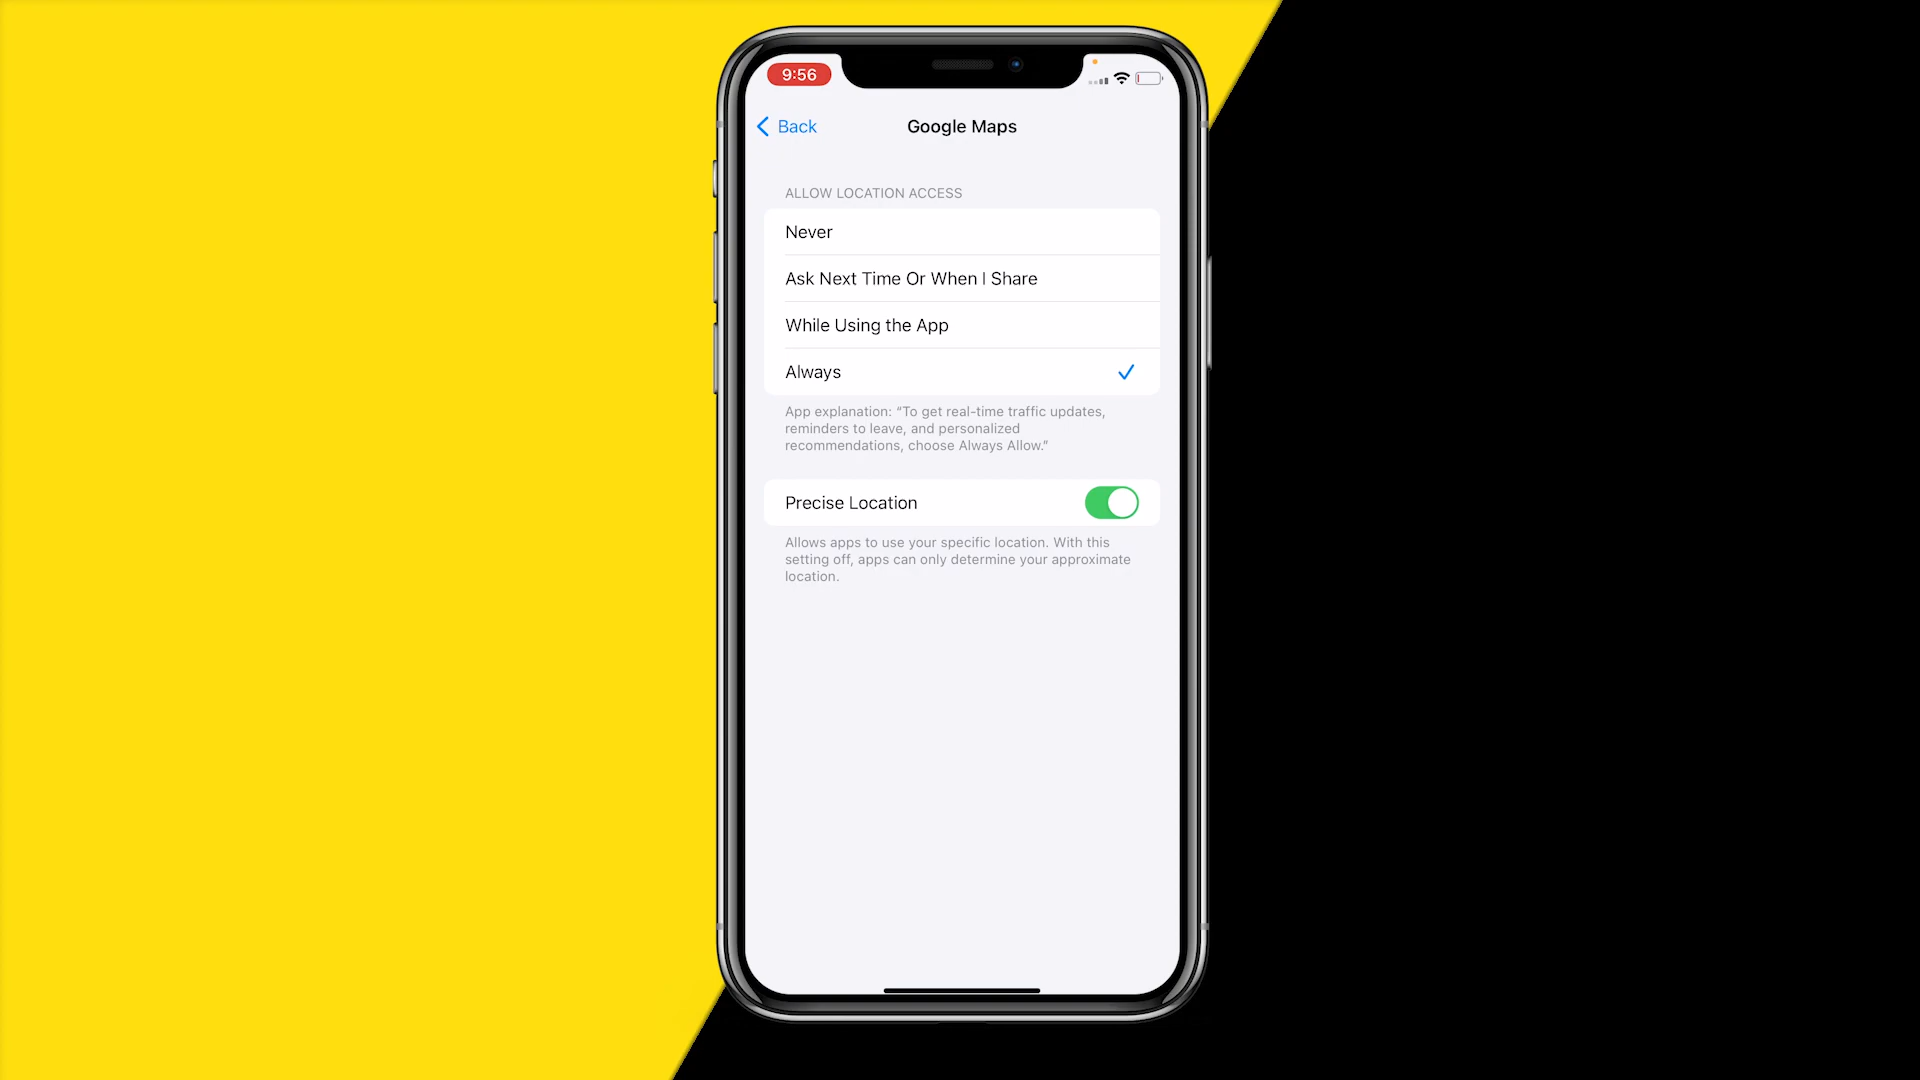 9:56
Back
Google Maps
ALLOW LOCATION ACCESS
Never
Ask Next Time Or When I Share
While Using the App
Always
App explanation: “To get real-time traffic updates,
reminders to leave, and personalized
recommendations, choose Always Allow.”
Precise Location
Allows apps to use your specific location. With this
setting off, apps can only determine your approximate
location.